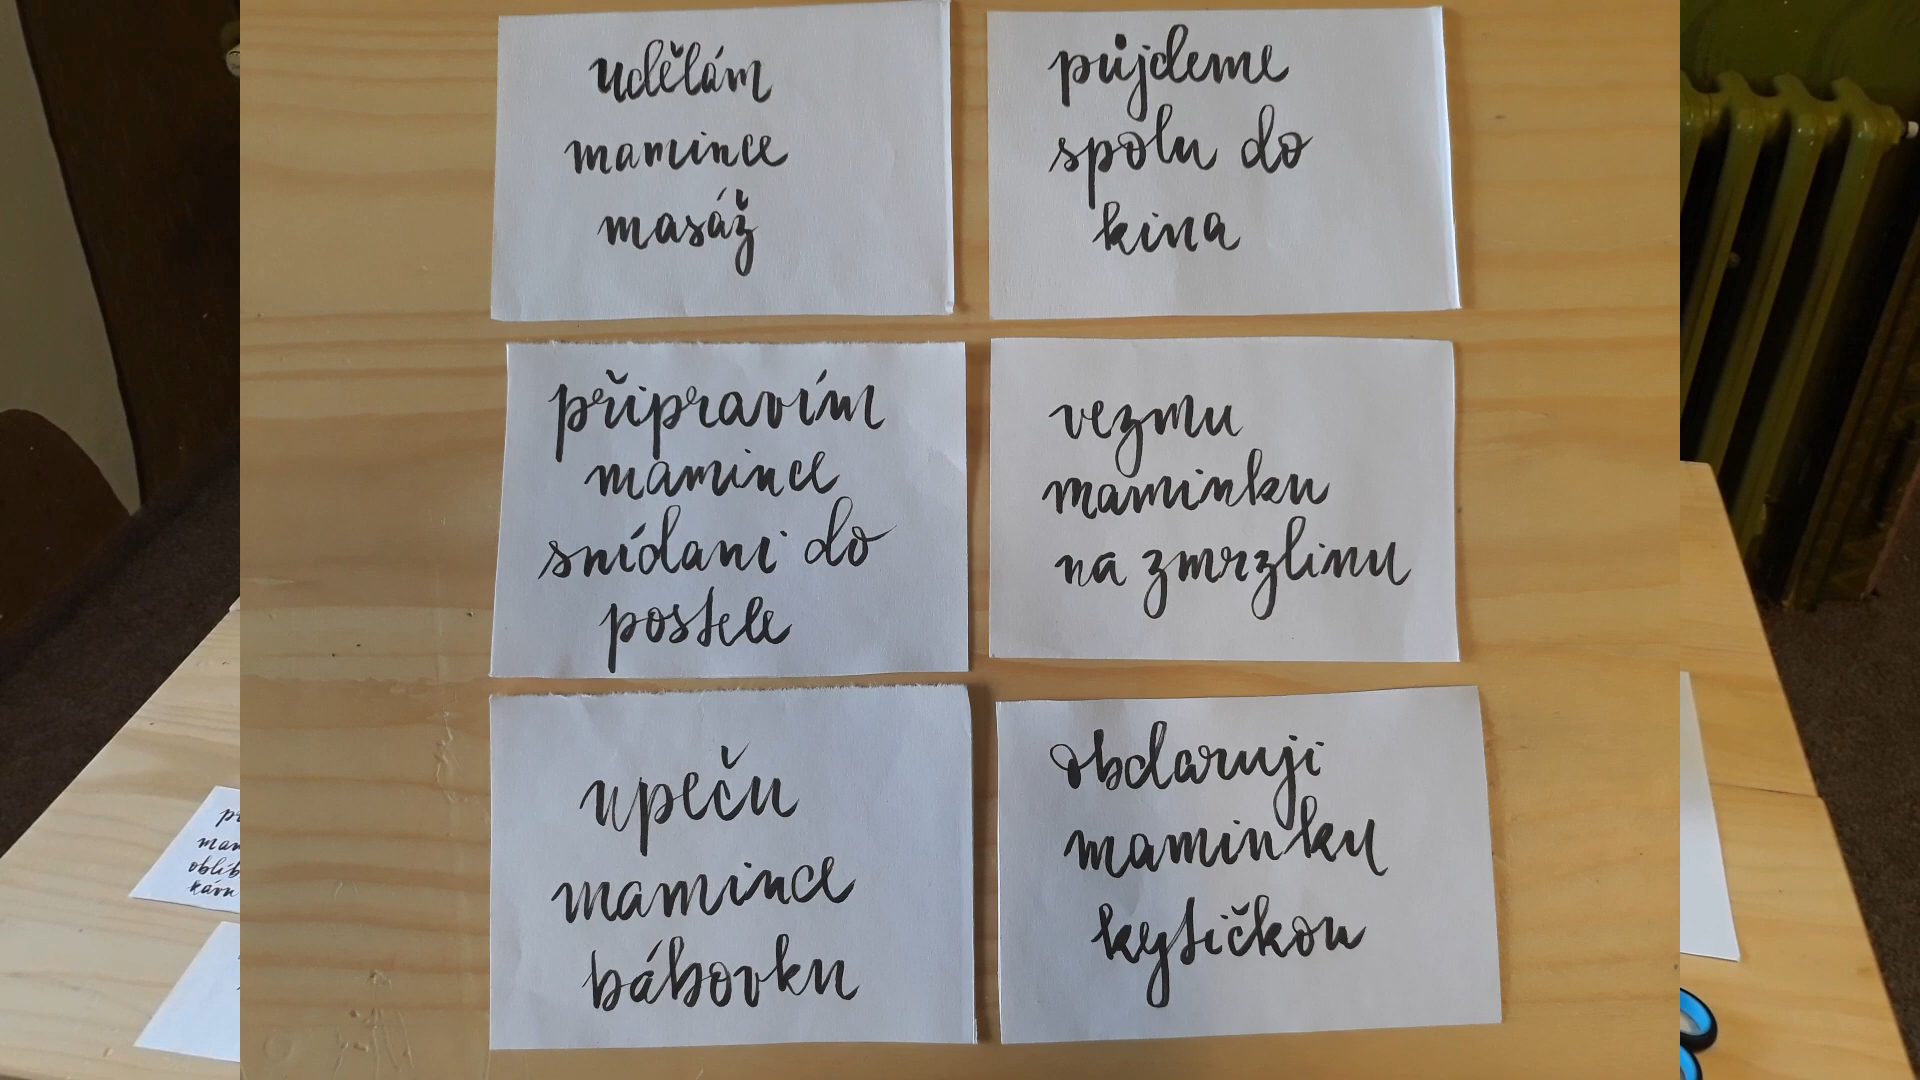 udělám
mamince
masáž
půjdeme
spolu do
kina
připravím
mamince
snídani do
postele
vezmu
maminku
na zmrzlinu
upeču
mamince
bábovku
obdaruji
maminku
kytičkou